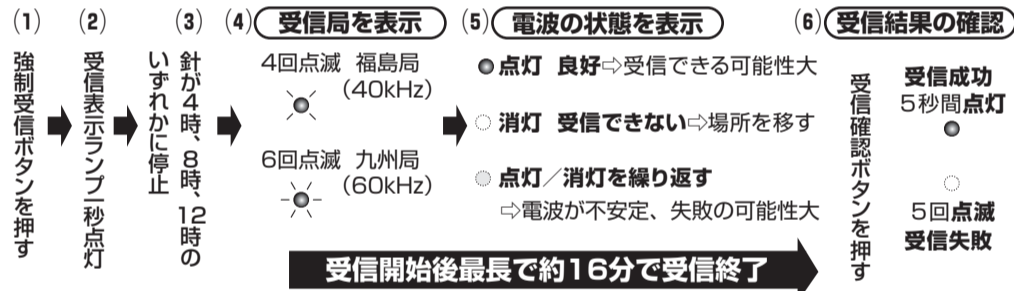 (1)
強制受信ボタンを押す
(2)
受信表示ランプ一秒点灯
(3)
針が4時、8時、12時の
いずれかに停止
(4) 受信局を表示
4回点滅 福島局
(40kHz)
6回点滅 九州局
(60kHz)
(5) 電波の状態を表示
点灯 良好⇨受信できる可能性大
消灯 受信できない⇨場所を移す
点灯/消灯を繰り返す
⇨電波が不安定、失敗の可能性大
(6) 受信結果の確認
受信確認ボタンを押す
受信成功
5秒間点灯
5回点滅
受信失敗
受信開始後最長で約16分で受信終了